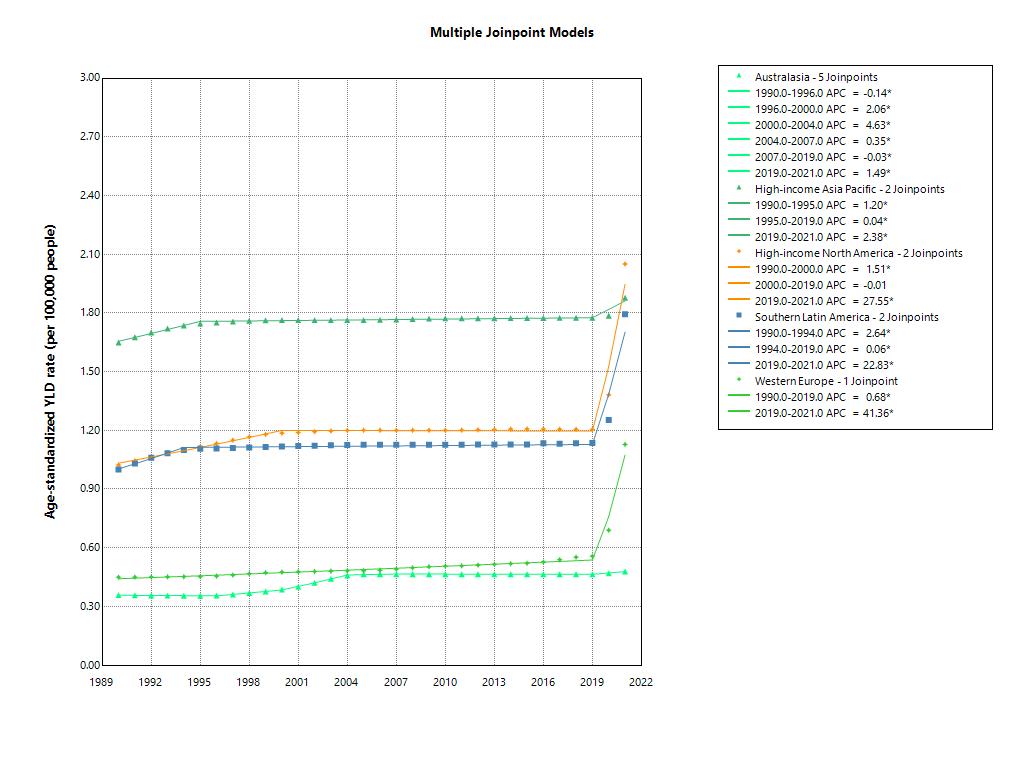 Multiple Joinpoint Models
Age-standardized YLD rate (per 100,000 people)
3.00
2.70
2.40
2.10
1.80
1.50
1.20
0.90
0.60
0.30
0.00
1989 1992 1995 1998 2001 2004 2007 2010 2013 2016 2019 2022
Australasia - 5 Joinpoints
1990.0-1996.0 APC = -0.14*
1996.0-2000.0 APC = 2.06*
2000.0-2004.0 APC = 4.63*
2004.0-2007.0 APC = 0.35*
2007.0-2019.0 APC = -0.03*
2019.0-2021.0 APC = 1.49*
High-income Asia Pacific - 2 Joinpoints
1990.0-1995.0 APC = 1.20*
1995.0-2019.0 APC = 0.04*
2019.0-2021.0 APC = 2.38*
High-income North America - 2 Joinpoints
1990.0-2000.0 APC = 1.51*
2000.0-2019.0 APC = -0.01
2019.0-2021.0 APC = 27.55*
Southern Latin America - 2 Joinpoints
1990.0-1994.0 APC = 2.64*
1994.0-2019.0 APC = 0.06*
2019.0-2021.0 APC = 22.83*
Western Europe - 1 Joinpoint
1990.0-2019.0 APC = 0.68*
2019.0-2021.0 APC = 41.36*